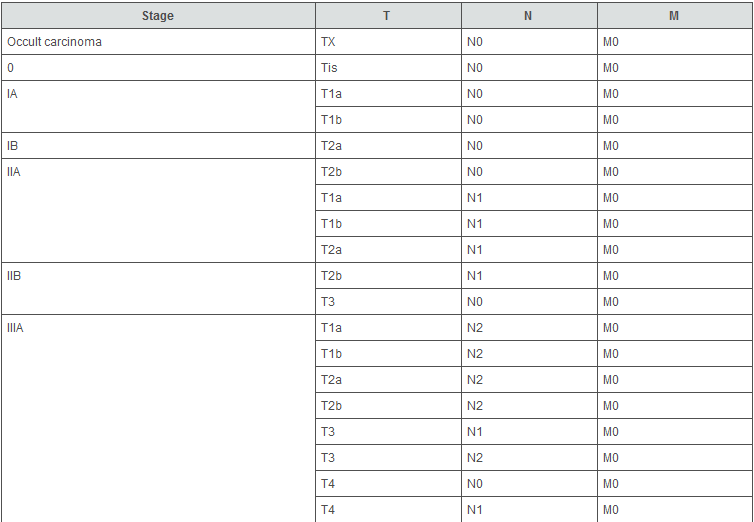 Stage T N M
Occult carcinoma TX N0 M0
0 Tis N0 M0
IA T1a N0 M0
T1b N0 M0
IB T2a N0 M0
IIA T2b N0 M0
T1a N1 M0
T1b N1 M0
T2a N1 M0
IIB T2b N1 M0
T3 N0 M0
IIIA T1a N2 M0
T1b N2 M0
T2a N2 M0
T2b N2 M0
T3 N1 M0
T3 N2 M0
T4 N0 M0
T4 N1 M0